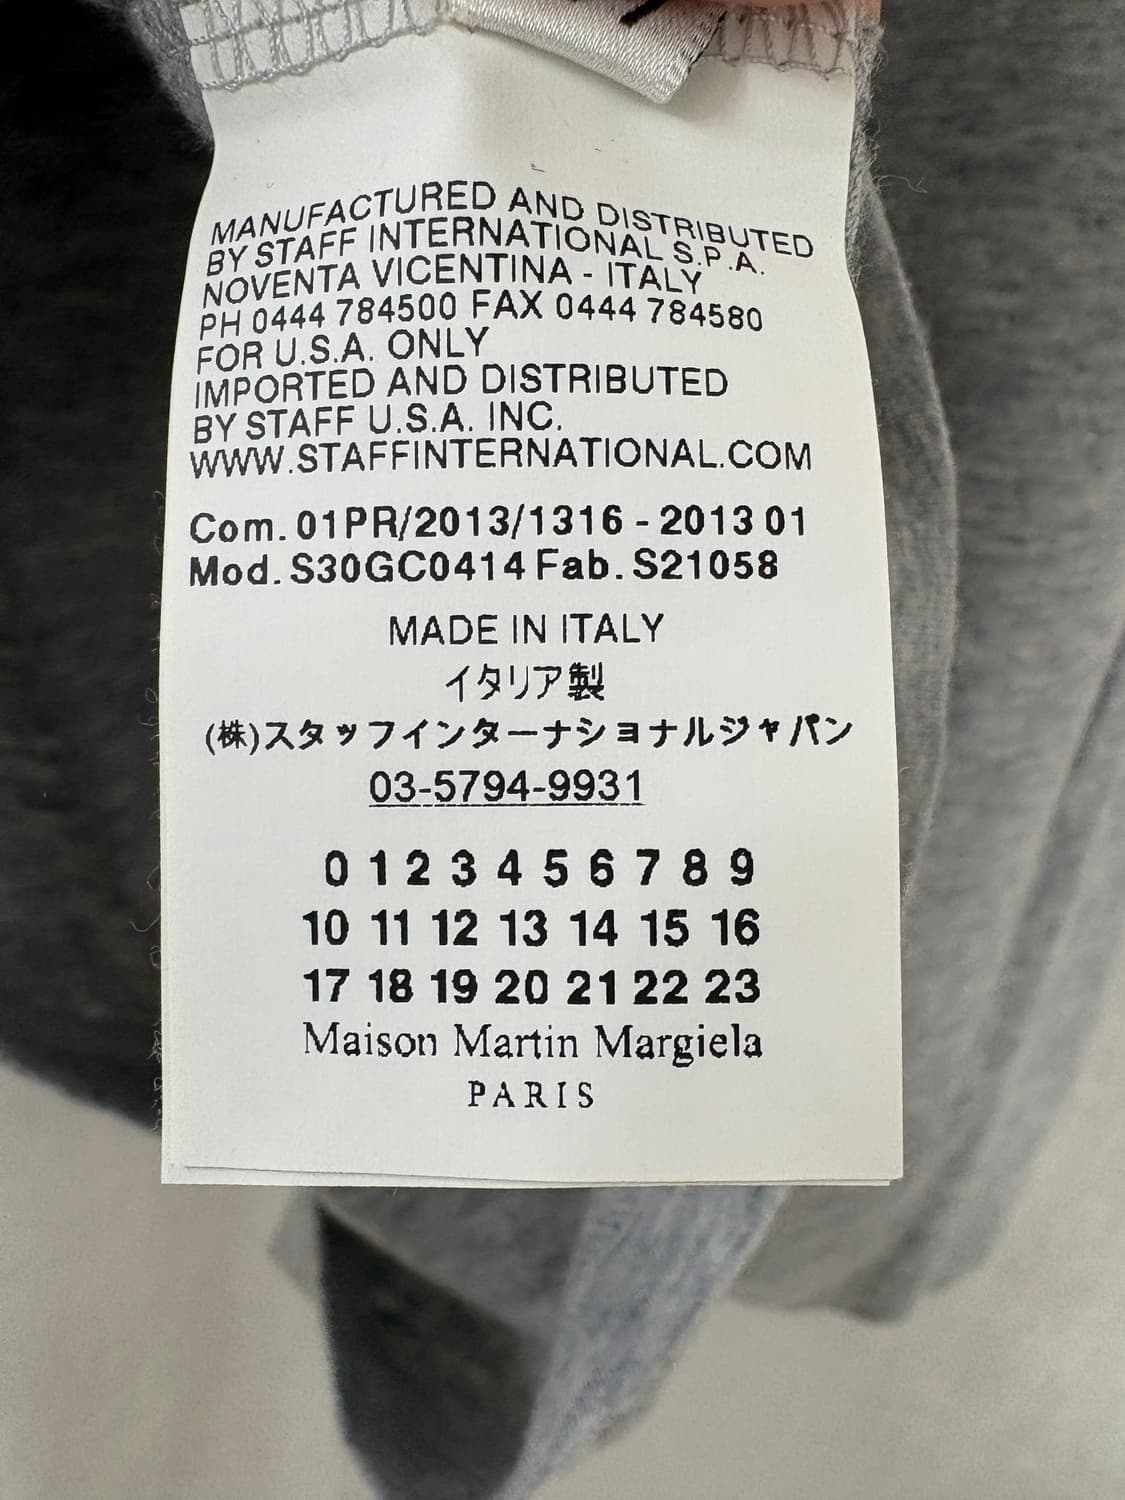 MANUFACTURED AND DISTRIBUTED
BY STAFF INTERNATIONAL S.P.A.
NOVENTA VICENTINA - ITALY
PH 0444 784500 FAX 0444 784580
FOR U.S.A. ONLY
IMPORTED AND DISTRIBUTED
BY STAFF U.S.A. INC.
WWW.STAFFINTERNATIONAL.COM
Com. 01PR/2013/1316 - 2013 01
Mod. S30GC0414 Fab. S21058
MADE IN ITALY
イタリア製
(株)スタッフインターナショナルジャパン
03-5794-9931
0 1 2 3 4 5 6 7 8 9
10 11 12 13 14 15 16
17 18 19 20 21 22 23
Maison Martin Margiela
PARIS